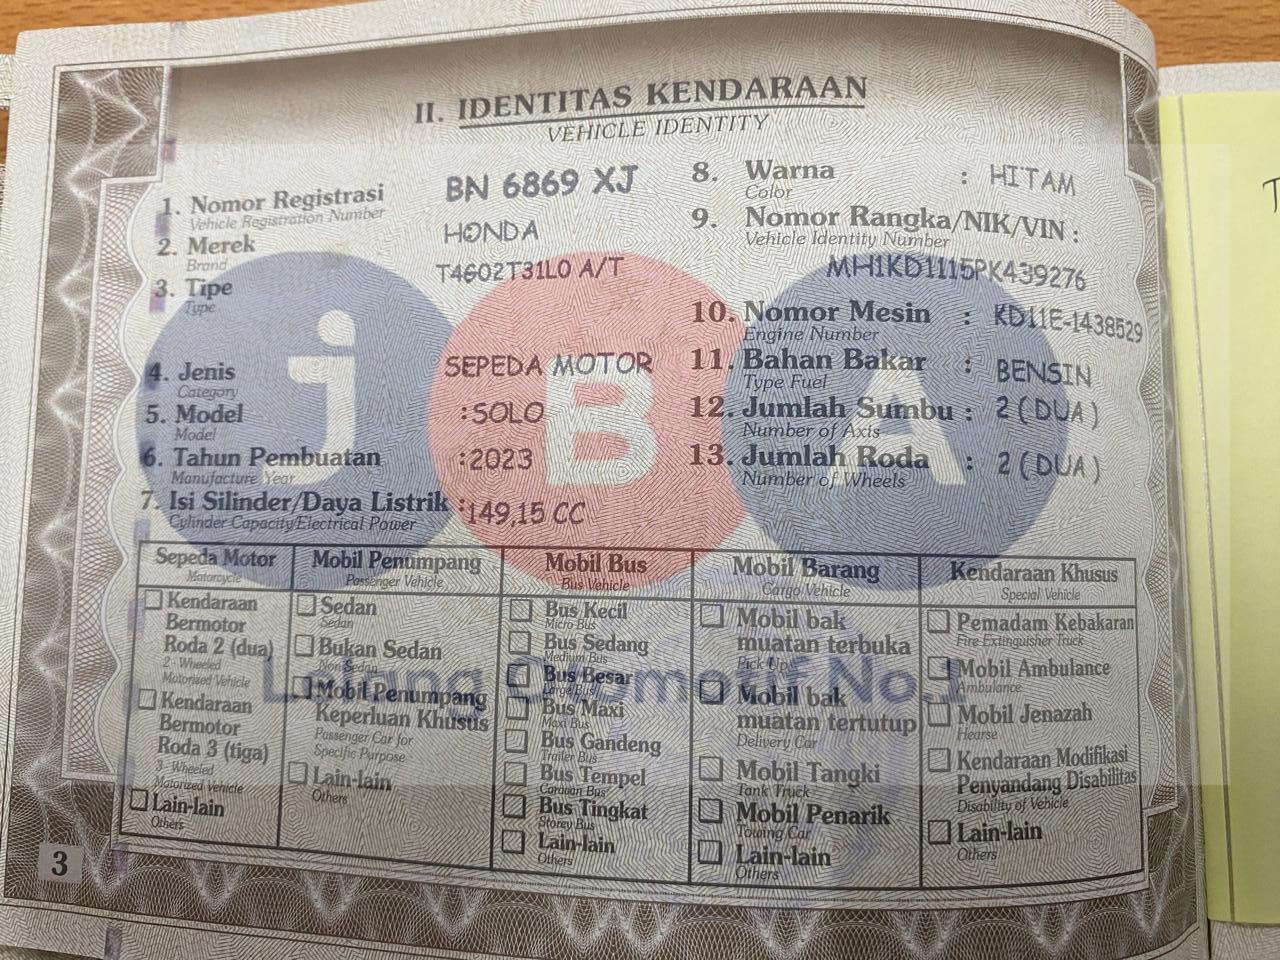 II. IDENTITAS KENDARAAN
VEHICLE IDENTITY
1. Nomor Registrasi BN 6869 XJ
Vehicle Registration Number
2. Merek HONDA
Brand
3. Tipe T4G02T31L0 A/T
Type
4. Jenis SEPEDA MOTOR
Category
5. Model :SOLO
Model
6. Tahun Pembuatan :2023
Manufacture Year
7. Isi Silinder/Daya Listrik :149,15 CC
Cylinder Capacity/Electrical Power
8. Warna : HITAM
Color
9. Nomor Rangka/NIK/VIN :
Vehicle Identity Number
MH1KD1115PK439276
10. Nomor Mesin : KD11E-1438529
Engine Number
11. Bahan Bakar : BENSIN
Type Fuel
12. Jumlah Sumbu : 2 (DUA)
Number of Axis
13. Jumlah Roda : 2 (DUA)
Number of Wheels
jBA
Lelang Otomotif No.1
Sepeda Motor
Motorcycle
Kendaraan
Bermotor
Roda 2 (dua)
2 - Wheeled
Motorized Vehicle
Kendaraan
Bermotor
Roda 3 (tiga)
3 - Wheeled
Motorized Vehicle
Lain-lain
Others
Mobil Penumpang
Passenger Vehicle
Sedan
Sedan
Bukan Sedan
Non Sedan
Mobil Penumpang
Keperluan Khusus
Passenger Car for
Specific Purpose
Lain-lain
Others
Mobil Bus
Bus Vehicle
Bus Kecil
Micro Bus
Bus Sedang
Medium Bus
Bus Besar
Large Bus
Bus Maxi
Maxi Bus
Bus Gandeng
Trailer Bus
Bus Tempel
Caravan Bus
Bus Tingkat
Storey Bus
Lain-lain
Others
Mobil Barang
Cargo Vehicle
Mobil bak
muatan terbuka
Pick Up
Mobil bak
muatan tertutup
Delivery Car
Mobil Tangki
Tank Truck
Mobil Penarik
Towing Car
Lain-lain
Others
Kendaraan Khusus
Special Vehicle
Pemadam Kebakaran
Fire Extinguisher Truck
Mobil Ambulance
Ambulance
Mobil Jenazah
Hearse
Kendaraan Modifikasi
Penyandang Disabilitas
Disability of Vehicle
Lain-lain
Others
3